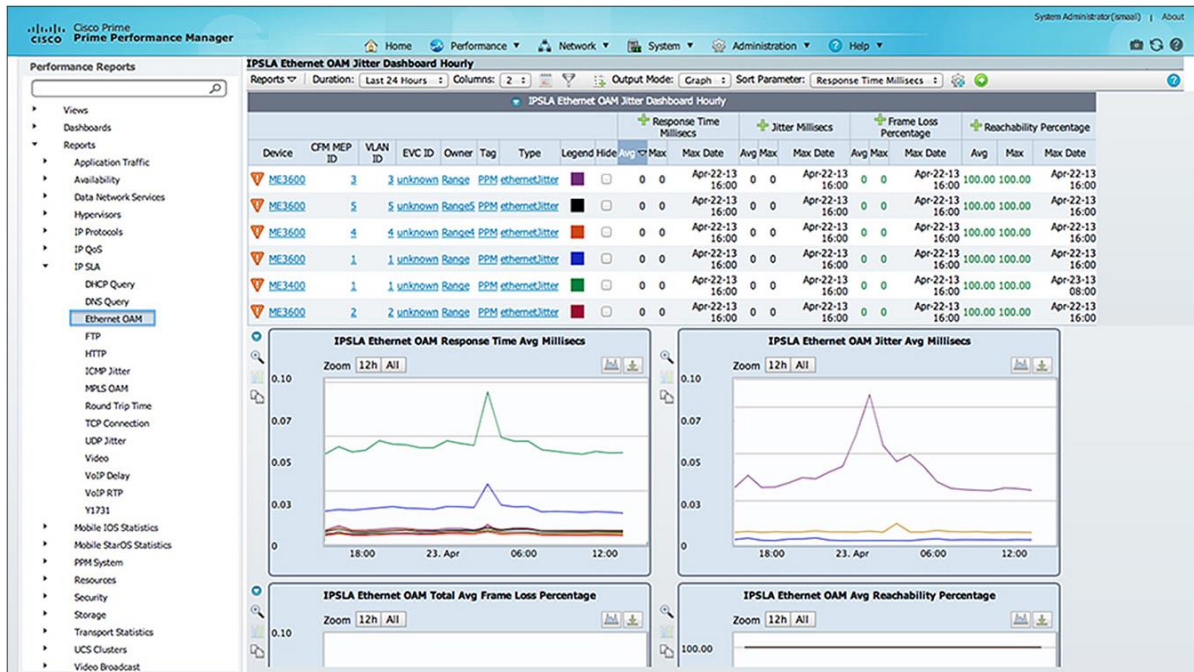 System Administrator(ismaail) | About
Cisco Prime
CISCO Prime Performance Manager
Home Performance Network System Administration Help
Performance Reports
Views
Dashboards
Reports
Application Traffic
Availability
Data Network Services
Hypervisors
IP Protocols
IP QoS
IP SLA
DHCP Query
DNS Query
Ethernet OAM
FTP
HTTP
ICMP Jitter
MPLS OAM
Round Trip Time
TCP Connection
UDP Jitter
Video
VoIP Delay
VoIP RTP
Y1731
Mobile IOS Statistics
Mobile StarOS Statistics
PPM System
Resources
Security
Storage
Transport Statistics
UCS Clusters
Video Broadcast
IPSLA Ethernet OAM Jitter Dashboard Hourly
Reports Duration: Last 24 Hours Columns: 2 Output Mode: Graph Sort Parameter: Response Time Millisecs
IPSLA Ethernet OAM Jitter Dashboard Hourly
Response Time Millisecs Jitter Millisecs Frame Loss Percentage Reachability Percentage
Device CFM MEP ID VLAN ID EVC ID Owner Tag Type Legend Hide Avg Max Max Date Avg Max Max Date Avg Max Max Date Avg Max Max Date
ME3600 3 3 unknown Range PPM ethernetJitter 0 0 Apr-22-13 16:00 0 0 Apr-22-13 16:00 0 0 Apr-22-13 16:00 100.00 100.00 Apr-22-13 16:00
ME3600 5 5 unknown Range5 PPM ethernetJitter 0 0 Apr-22-13 16:00 0 0 Apr-22-13 16:00 0 0 Apr-22-13 16:00 100.00 100.00 Apr-22-13 16:00
ME3600 4 4 unknown Range4 PPM ethernetJitter 0 0 Apr-22-13 16:00 0 0 Apr-22-13 16:00 0 0 Apr-22-13 16:00 100.00 100.00 Apr-22-13 16:00
ME3600 1 1 unknown Range PPM ethernetJitter 0 0 Apr-22-13 16:00 0 0 Apr-22-13 16:00 0 0 Apr-22-13 16:00 100.00 100.00 Apr-22-13 16:00
ME3400 1 1 unknown Range PPM ethernetJitter 0 0 Apr-22-13 16:00 0 0 Apr-22-13 16:00 0 0 Apr-22-13 16:00 100.00 100.00 Apr-23-13 08:00
ME3600 2 2 unknown Range PPM ethernetJitter 0 0 Apr-22-13 16:00 0 0 Apr-22-13 16:00 0 0 Apr-22-13 16:00 100.00 100.00 Apr-22-13 16:00
IPSLA Ethernet OAM Response Time Avg Millisecs
Zoom 12h All
0.10
0.07
0.05
0.03
0
18:00 23. Apr 06:00 12:00
IPSLA Ethernet OAM Jitter Avg Millisecs
Zoom 12h All
0.10
0.07
0.05
0.03
0
18:00 23. Apr 06:00 12:00
IPSLA Ethernet OAM Total Avg Frame Loss Percentage
Zoom 12h All
0.10
IPSLA Ethernet OAM Avg Reachability Percentage
Zoom 12h All
100.00